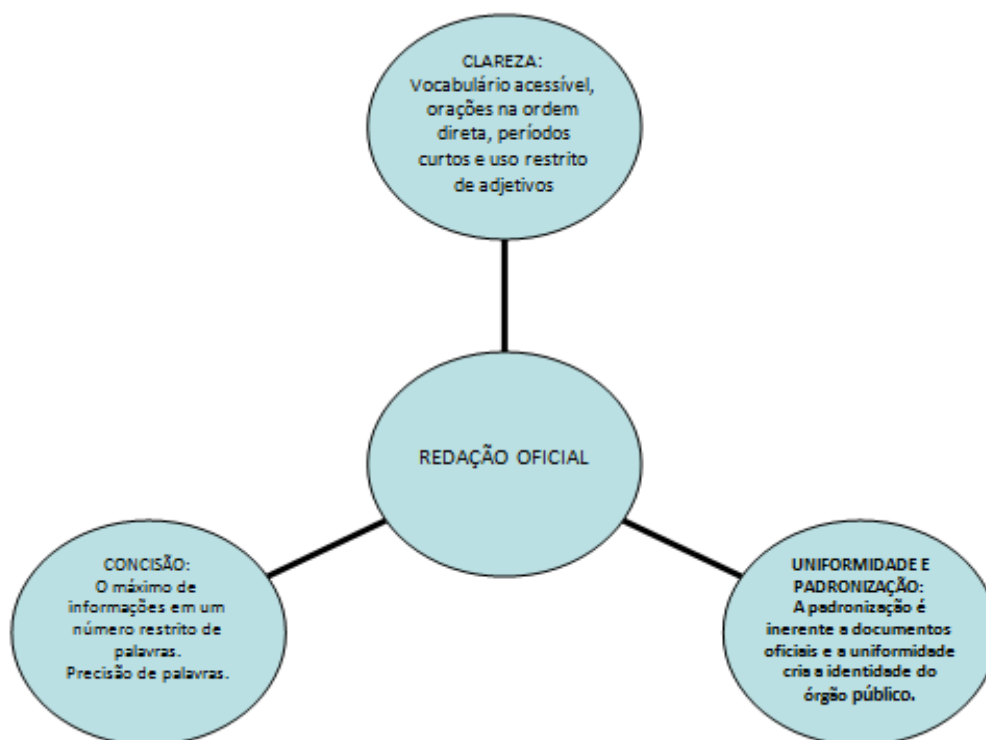 CLAREZA:
Vocabulário acessível,
orações na ordem
direta, períodos
curtos e uso restrito
de adjetivos
REDAÇÃO OFICIAL
CONCISÃO:
O máximo de
informações em um
número restrito de
palavras.
Precisão de palavras.
UNIFORMIDADE E
PADRONIZAÇÃO:
A padronização é
inerente a documentos
oficiais e a uniformidade
cria a identidade do
órgão público.